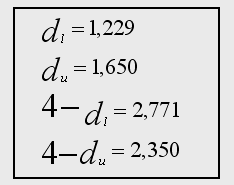 dₗ = 1,229
dᵤ = 1,650
4 – dₗ = 2,771
4 – dᵤ = 2,350